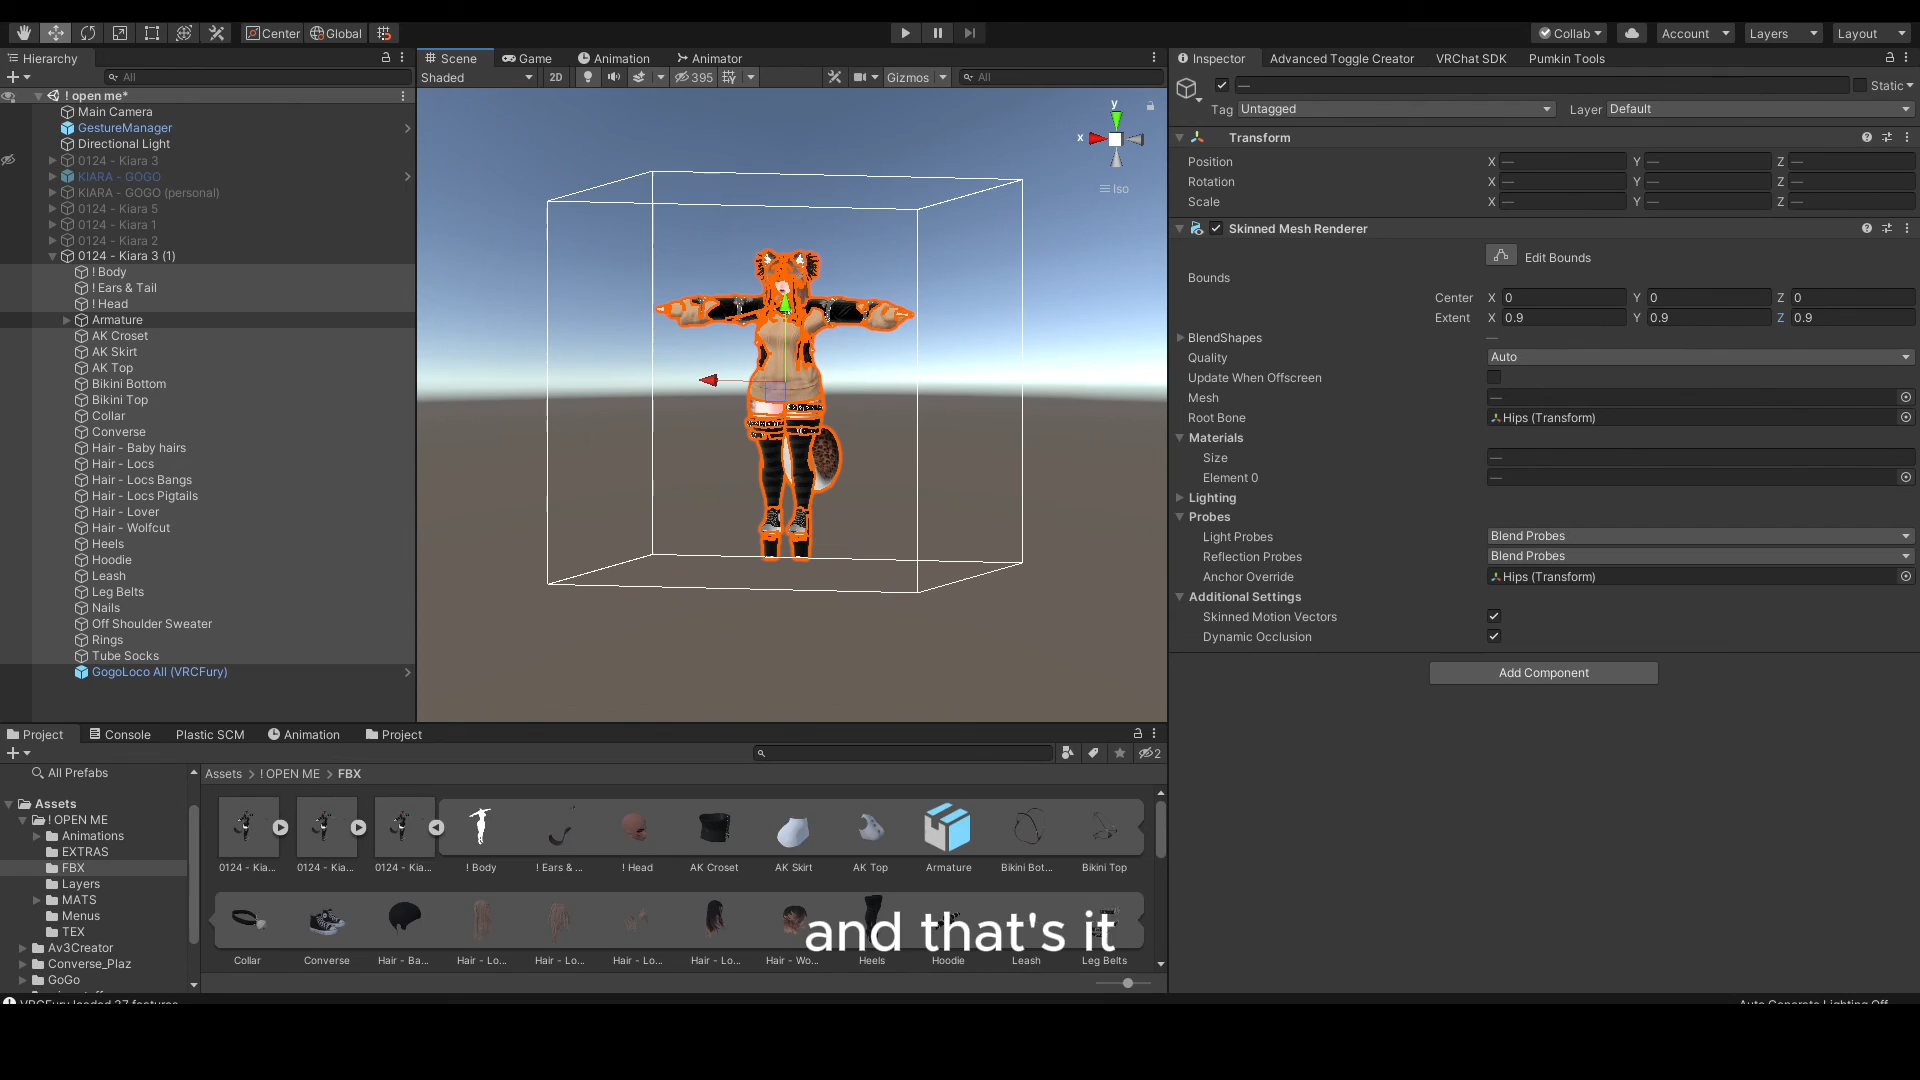 Center
Global
Collab
Account
Layers
Layout
Hierarchy
All
! open me*
Main Camera
GestureManager
Directional Light
0124 - Kiara 3
KIARA - GOGO
KIARA - GOGO (personal)
0124 - Kiara 5
0124 - Kiara 1
0124 - Kiara 2
0124 - Kiara 3 (1)
! Body
! Ears & Tail
! Head
Armature
AK Croset
AK Skirt
AK Top
Bikini Bottom
Bikini Top
Collar
Converse
Hair - Baby hairs
Hair - Locs
Hair - Locs Bangs
Hair - Locs Pigtails
Hair - Lover
Hair - Wolfcut
Heels
Hoodie
Leash
Leg Belts
Nails
Off Shoulder Sweater
Rings
Tube Socks
GogoLoco All (VRCFury)
Scene
Game
Animation
Animator
Shaded
2D
395
Gizmos
All
y
x
Iso
Inspector
Advanced Toggle Creator
VRChat SDK
Pumkin Tools
—
Static
Tag Untagged
Layer Default
Transform
Position X — Y — Z —
Rotation X — Y — Z —
Scale X — Y — Z —
Skinned Mesh Renderer
Edit Bounds
Bounds
Center X 0 Y 0 Z 0
Extent X 0.9 Y 0.9 Z 0.9
BlendShapes —
Quality Auto
Update When Offscreen
Mesh —
Root Bone Hips (Transform)
Materials
Size —
Element 0 —
Lighting
Probes
Light Probes Blend Probes
Reflection Probes Blend Probes
Anchor Override Hips (Transform)
Additional Settings
Skinned Motion Vectors
Dynamic Occlusion
Add Component
Project
Console
Plastic SCM
Animation
Project
2
All Prefabs
Assets
! OPEN ME
Animations
EXTRAS
FBX
Layers
MATS
Menus
TEX
Av3Creator
Converse_Plaz
GoGo
Assets > ! OPEN ME > FBX
0124 - Kia...
0124 - Kia...
0124 - Kia...
! Body
! Ears & ...
! Head
AK Croset
AK Skirt
AK Top
Armature
Bikini Bot...
Bikini Top
Collar
Converse
Hair - Ba...
Hair - Lo...
Hair - Lo...
Hair - Lo...
Hair - Lo...
Hair - Wo...
Heels
Hoodie
Leash
Leg Belts
and that's it
VRCFury loaded 37 features
Auto Generate Lighting Off